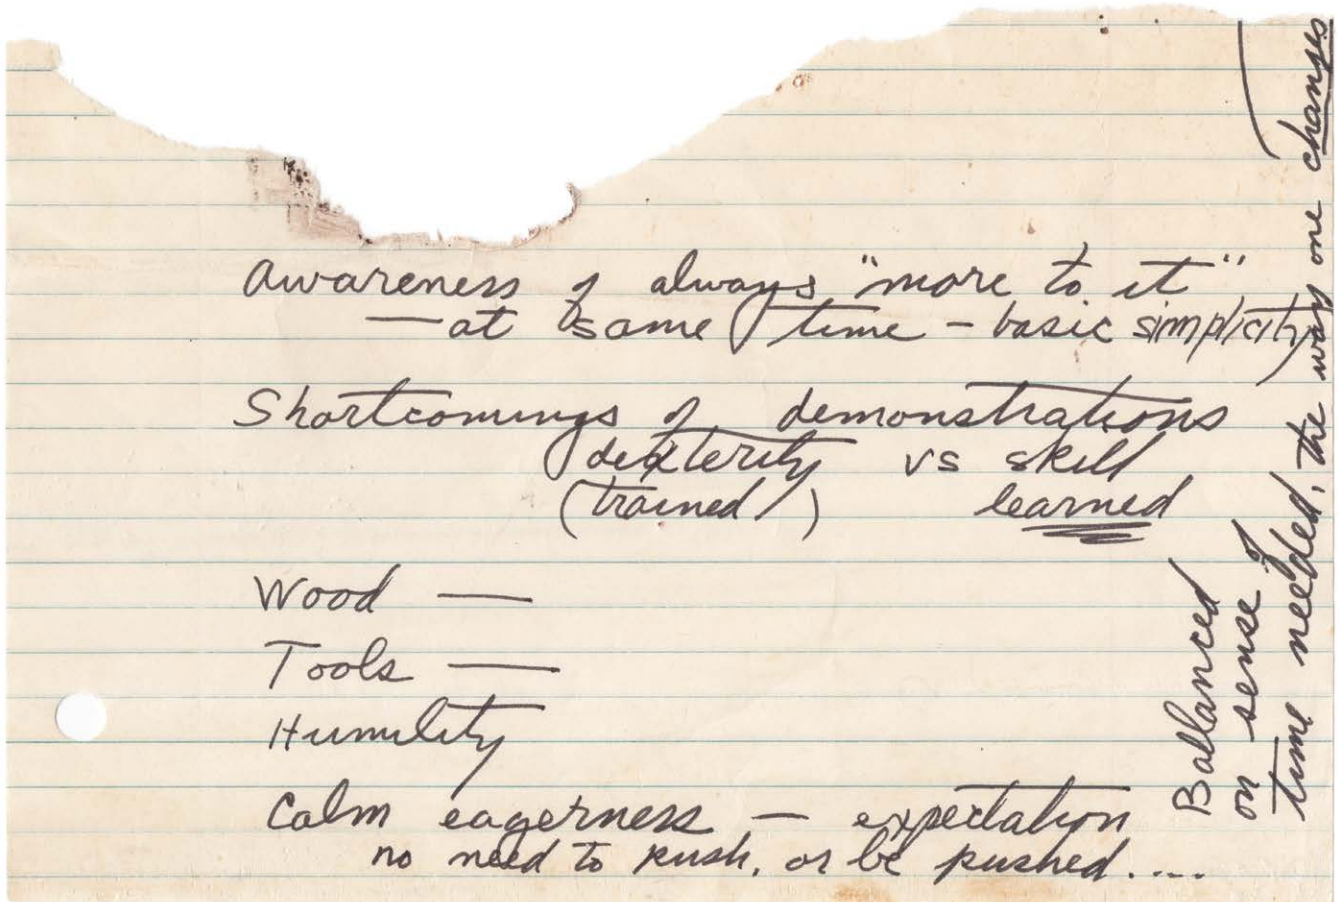 Awareness of always "more to it"
— at same time – basic simplicity
Shortcomings of demonstrations
dexterity vs skill
(trained) learned
Wood —
Tools —
Humility
Calm eagerness — expectation
no need to push, or be pushed....
Ballanced
on sense of
time needed, the way one changes